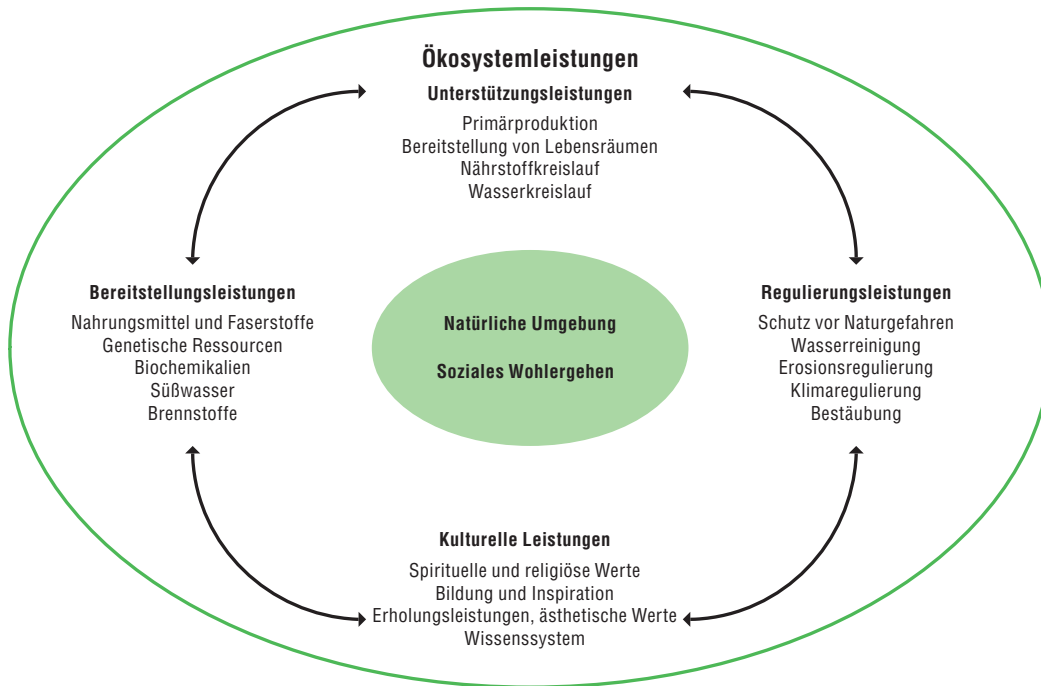 Ökosystemleistungen
Unterstützungsleistungen
Primärproduktion
Bereitstellung von Lebensräumen
Nährstoffkreislauf
Wasserkreislauf
Bereitstellungsleistungen
Nahrungsmittel und Faserstoffe
Genetische Ressourcen
Biochemikalien
Süßwasser
Brennstoffe
Natürliche Umgebung
Soziales Wohlergehen
Regulierungsleistungen
Schutz vor Naturgefahren
Wasserreinigung
Erosionsregulierung
Klimaregulierung
Bestäubung
Kulturelle Leistungen
Spirituelle und religiöse Werte
Bildung und Inspiration
Erholungsleistungen, ästhetische Werte
Wissenssystem